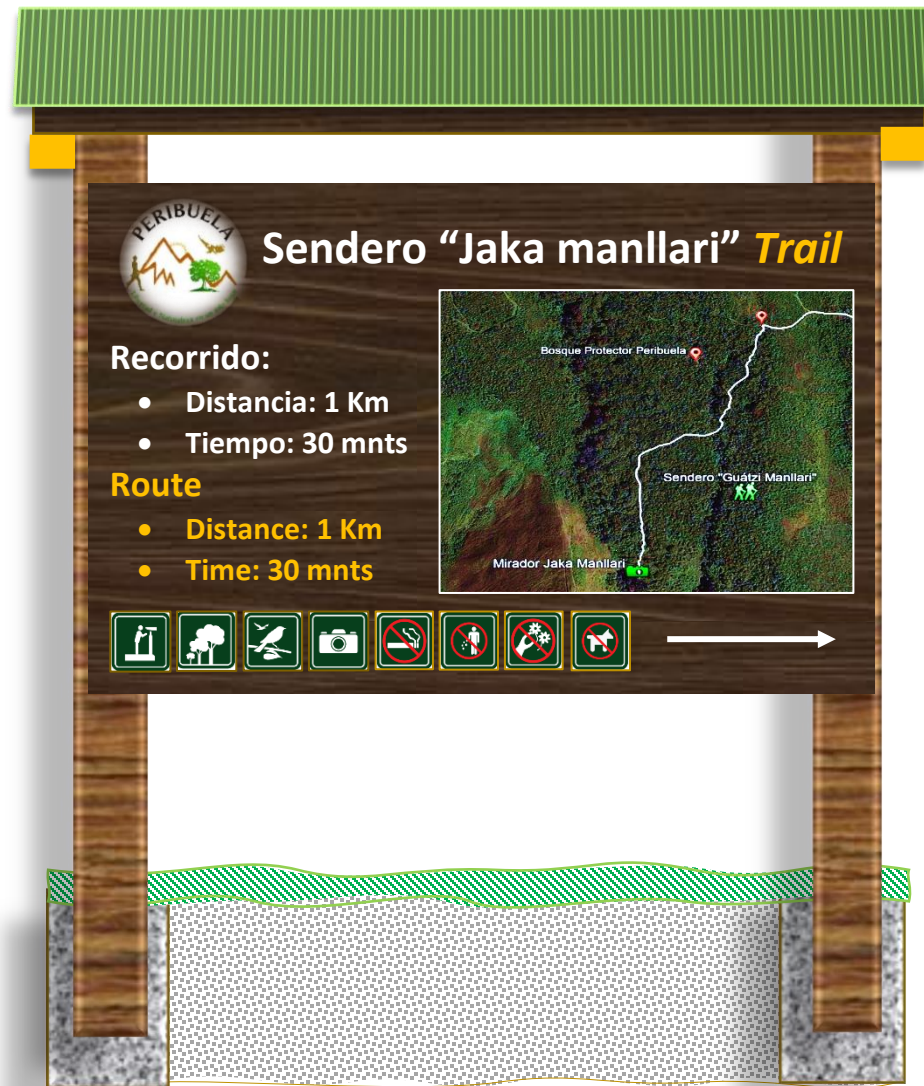 PERIBUELA
Sendero “Jaka manllari” Trail
Recorrido:
• Distancia: 1 Km
• Tiempo: 30 mnts
Route
• Distance: 1 Km
• Time: 30 mnts
Bosque Protector Peribuela
Sendero "Guátzi Manllari"
Mirador Jaka Manllari